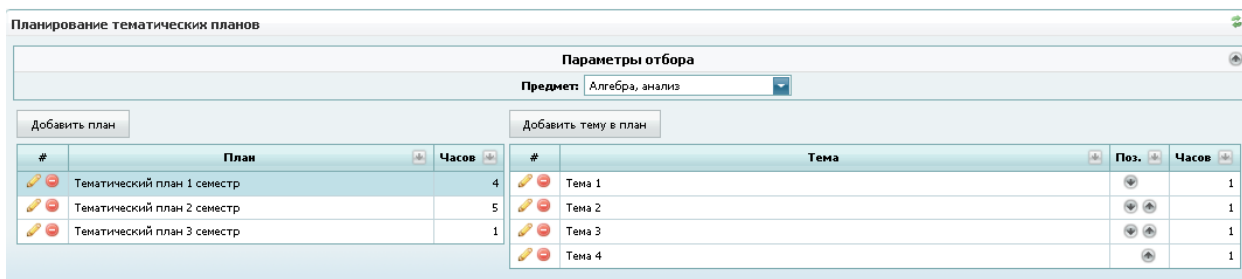 Планирование тематических планов
Параметры отбора
Предмет: Алгебра, анализ
Добавить план
Добавить тему в план
# План Часов
Тематический план 1 семестр 4
Тематический план 2 семестр 5
Тематический план 3 семестр 1
# Тема Поз. Часов
Тема 1 1
Тема 2 1
Тема 3 1
Тема 4 1